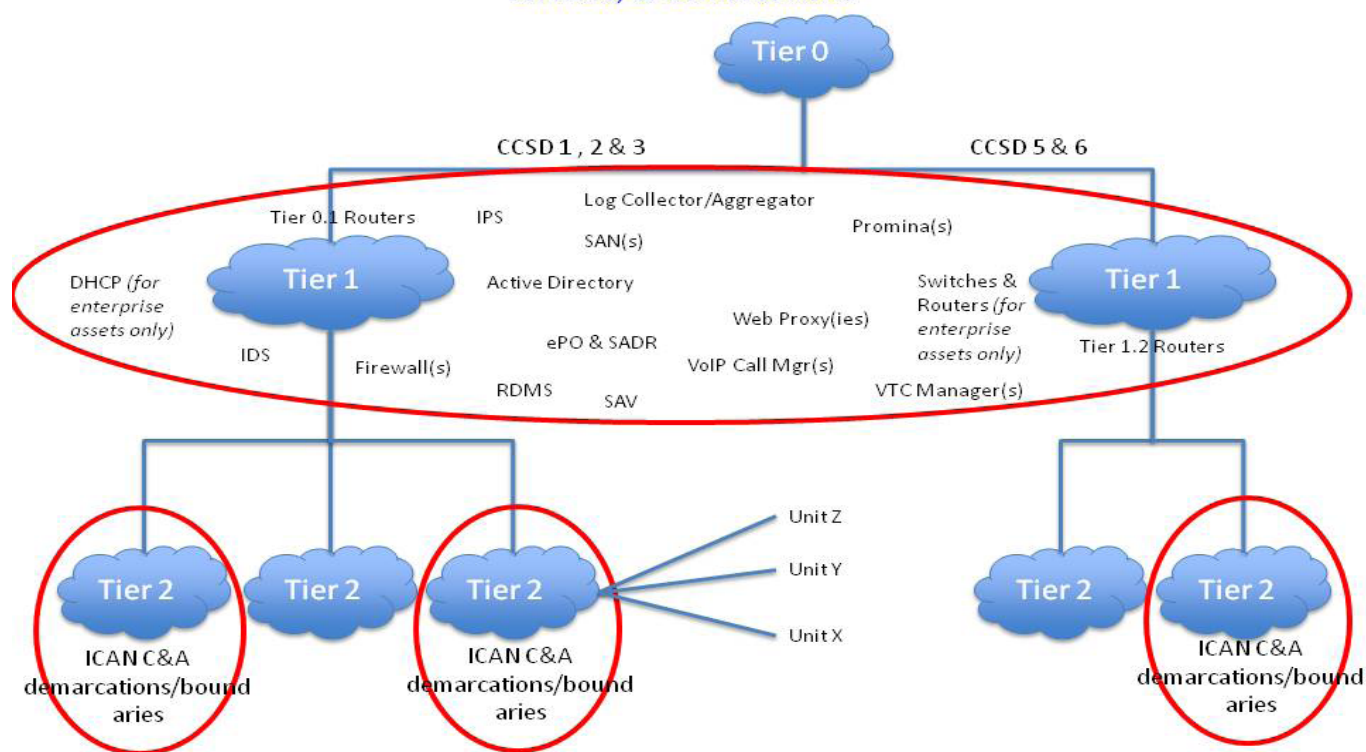 Tier 0
CCSD 1 , 2 & 3
CCSD 5 & 6
Log Collector/Aggregator
Tier 0.1 Routers
IPS
Promina(s)
SAN(s)
Tier 1
Active Directory
DHCP (for
enterprise
assets only)
Switches &
Routers (for
enterprise
assets only)
Tier 1
Web Proxy(ies)
ePO & SADR
Tier 1.2 Routers
IDS
Firewall(s)
VoIP Call Mgr(s)
RDMS
SAV
VTC Manager(s)
Unit Z
Unit Y
Unit X
Tier 2
Tier 2
Tier 2
Tier 2
Tier 2
ICAN C&A
demarcations/bound
aries
ICAN C&A
demarcations/bound
aries
ICAN C&A
demarcations/bound
aries